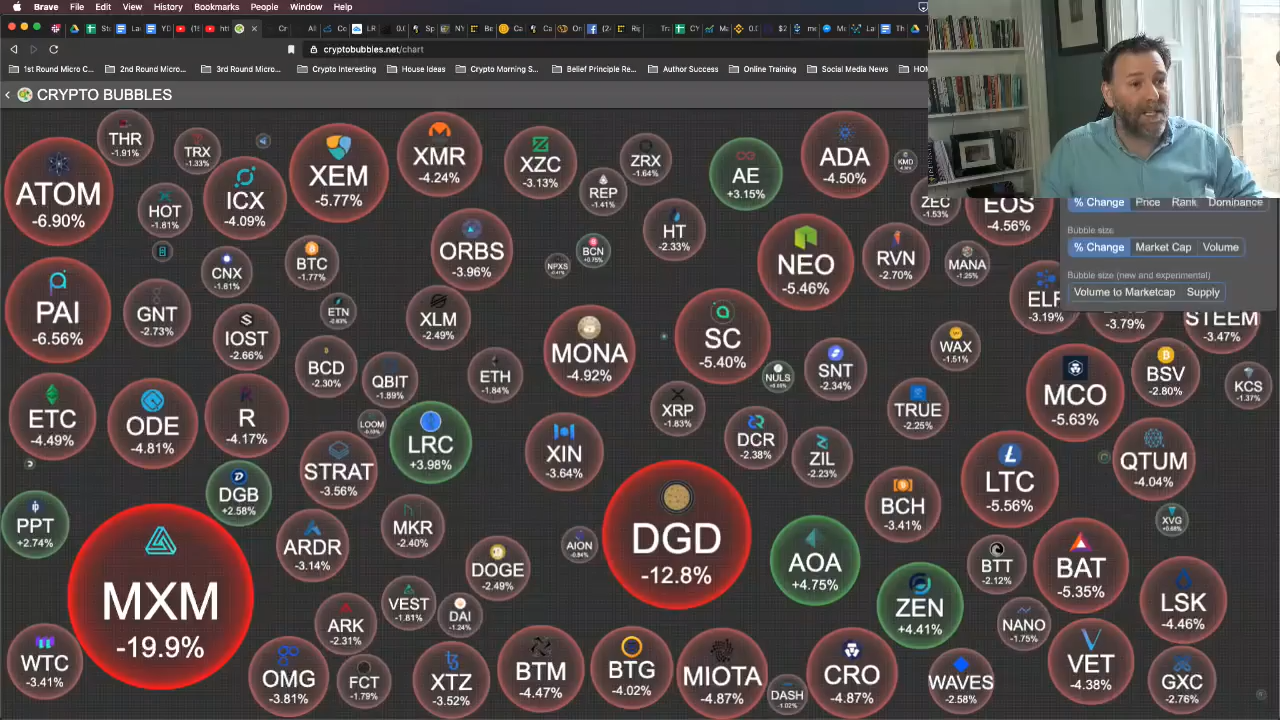 Brave File Edit View History Bookmarks People Window Help
cryptobubbles.net/chart
1st Round Micro C... 2nd Round Micro... 3rd Round Micro... Crypto Interesting House Ideas Crypto Morning S... Belief Principle Re... Author Success Online Training Social Media News
CRYPTO BUBBLES
THR
-1.91%
TRX
-1.33%
ATOM
-6.90%
HOT
-1.61%
ICX
-4.09%
XEM
-5.77%
XMR
-4.24%
XZC
-3.13%
ZRX
-1.64%
REP
-1.41%
AE
+3.15%
ADA
-4.50%
KMD
ZEC
-1.53%
EOS
-4.56%
% Change Price Rank Dominance
Bubble size
% Change Market Cap Volume
Bubble size (new and experimental)
Volume to Marketcap Supply
PAI
-6.56%
GNT
-2.73%
CNX
-1.61%
BTC
-1.77%
ETN
ORBS
-3.96%
NPXS
BCN
HT
-2.33%
NEO
-5.46%
RVN
-2.70%
MANA
-1.25%
ELF
-3.19%
-3.79%
STEEM
-3.47%
IOST
-2.66%
XLM
-2.49%
MONA
-4.92%
SC
-5.40%
WAX
-1.51%
BCD
-2.30%
QBIT
-1.89%
ETH
-1.84%
NULS
SNT
-2.34%
MCO
-5.63%
BSV
-2.80%
KCS
-1.37%
ETC
-4.49%
ODE
-4.81%
R
-4.17%
LOOM
LRC
+3.98%
XRP
-1.83%
TRUE
-2.25%
STRAT
-3.56%
XIN
-3.64%
DCR
-2.38%
ZIL
-2.23%
LTC
-5.56%
QTUM
-4.04%
DGB
+2.58%
PPT
+2.74%
MXM
-19.9%
ARDR
-3.14%
MKR
-2.40%
AION
DGD
-12.8%
AOA
+4.75%
BCH
-3.41%
XVG
DOGE
-2.49%
ZEN
+4.41%
BTT
-2.12%
BAT
-5.35%
LSK
-4.46%
ARK
-2.31%
VEST
-1.81%
DAI
-1.24%
NANO
-1.75%
WTC
-3.41%
OMG
-3.81%
FCT
-1.79%
XTZ
-3.52%
BTM
-4.47%
BTG
-4.02%
MIOTA
-4.87%
DASH
-1.02%
CRO
-4.87%
WAVES
-2.58%
VET
-4.38%
GXC
-2.76%